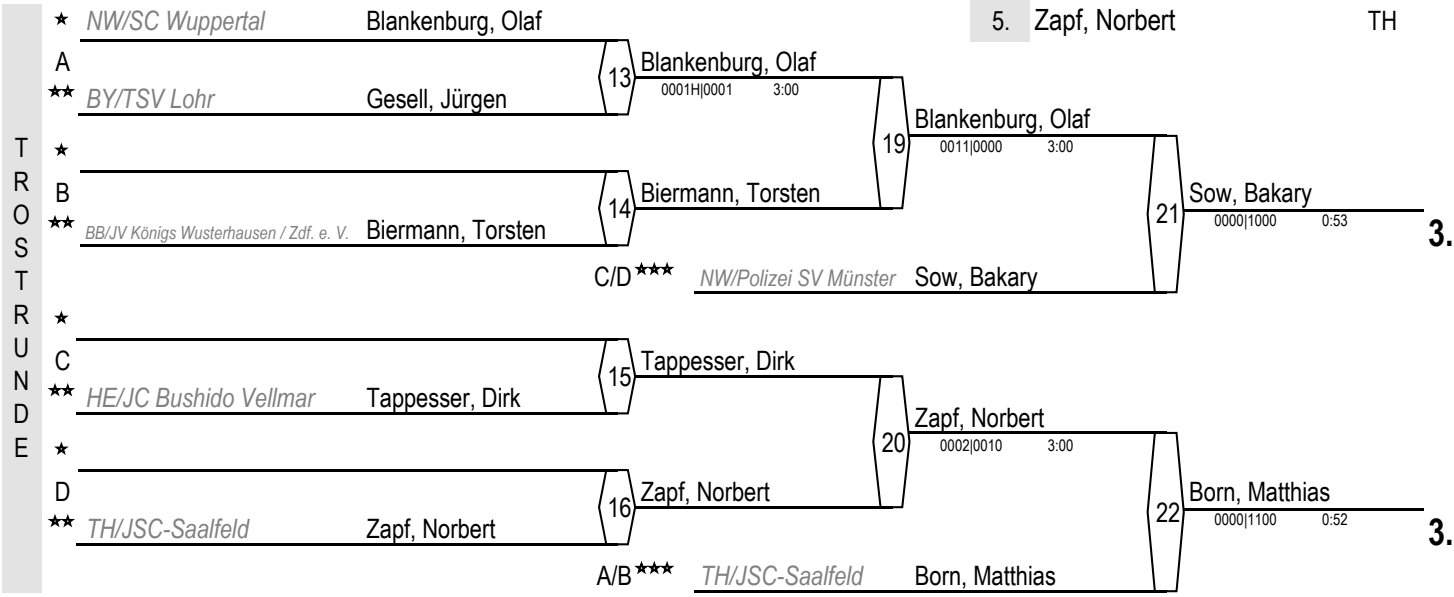 TROSTRUNDE
★ NW/SC Wuppertal Blankenburg, Olaf
5. Zapf, Norbert TH
A
13 Blankenburg, Olaf
0001H|0001 3:00
★★ BY/TSV Lohr Gesell, Jürgen
Blankenburg, Olaf
19 0011|0000 3:00
★
B
14 Biermann, Torsten
21 Sow, Bakary
0000|1000 0:53
3.
★★ BB/JV Königs Wusterhausen / Zdf. e. V. Biermann, Torsten
C/D ★★★ NW/Polizei SV Münster Sow, Bakary
★
C
15 Tappesser, Dirk
★★ HE/JC Bushido Vellmar Tappesser, Dirk
Zapf, Norbert
20 0002|0010 3:00
★
D
16 Zapf, Norbert
22 Born, Matthias
0000|1100 0:52
3.
★★ TH/JSC-Saalfeld Zapf, Norbert
A/B ★★★ TH/JSC-Saalfeld Born, Matthias